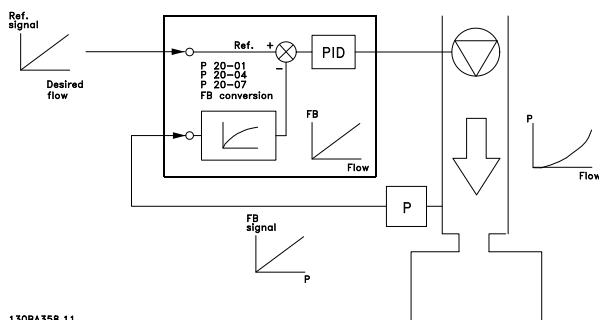 Ref.
signal
Desired
flow
Ref.
+
−
PID
P 20-01
P 20-04
P 20-07
FB conversion
FB
Flow
P
Flow
P
FB
signal
P
130BA358.11